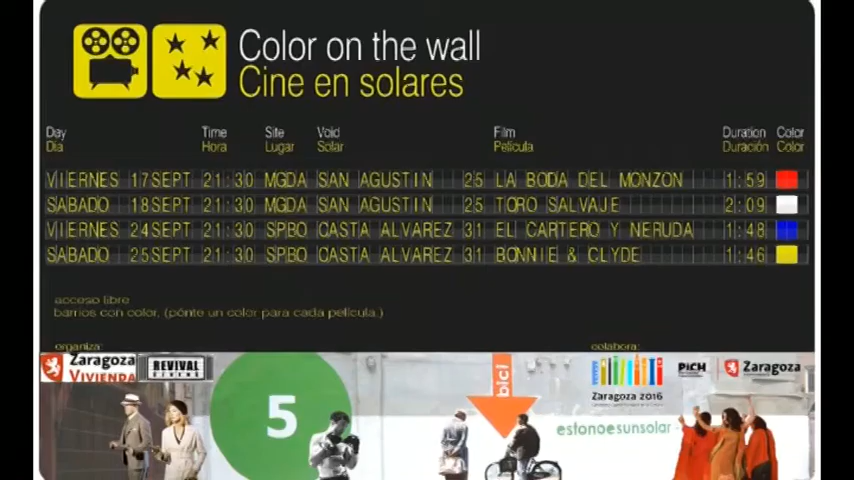 Color on the wall
Cine en solares
Day Time Site Void Film Duration Color
Día Hora Lugar Solar Película Duración Color
VIERNES 17SEPT 21:30 MGDA SAN AGUSTIN 25 LA BODA DEL MONZON 1:59
SABADO 18SEPT 21:30 MGDA SAN AGUSTIN 25 TORO SALVAJE 2:09
VIERNES 24SEPT 21:30 SPBO CASTA ALVAREZ 31 EL CARTERO Y NERUDA 1:48
SABADO 25SEPT 21:30 SPBO CASTA ALVAREZ 31 BONNIE & CLYDE 1:46
acceso libre
barrios con color, (pónte un color para cada película.)
organiza: colabora:
Zaragoza
VIVIENDA
REVIVAL
Zaragoza 2016
PICH
Zaragoza
bici
5
estonoesunsolar